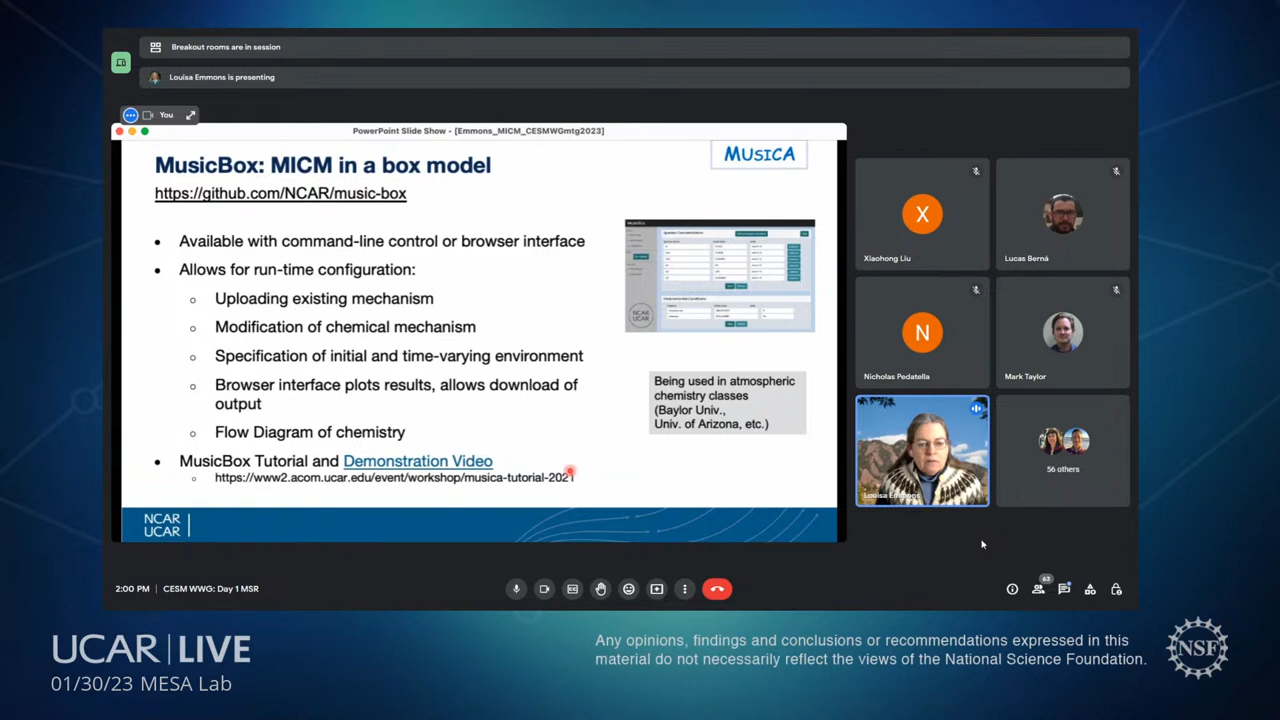 Breakout rooms are in session
Louisa Emmons is presenting
You
PowerPoint Slide Show - [Emmons_MICM_CESMWGmtg2023]
MusicBox: MICM in a box model
MUSICA
https://github.com/NCAR/music-box
• Available with command-line control or browser interface
• Allows for run-time configuration:
○ Uploading existing mechanism
○ Modification of chemical mechanism
○ Specification of initial and time-varying environment
○ Browser interface plots results, allows download of
output
○ Flow Diagram of chemistry
• MusicBox Tutorial and Demonstration Video
○ https://www2.acom.ucar.edu/event/workshop/musica-tutorial-2021
Being used in atmospheric
chemistry classes
(Baylor Univ.,
Univ. of Arizona, etc.)
NCAR
UCAR
NCAR
UCAR
X
Xiaohong Liu
Lucas Berná
N
Nicholas Pedatella
Mark Taylor
Louisa Emmons
56 others
2:00 PM | CESM WWG: Day 1 MSR
63
UCAR | LIVE
01/30/23 MESA Lab
Any opinions, findings and conclusions or recommendations expressed in this
material do not necessarily reflect the views of the National Science Foundation.
NSF